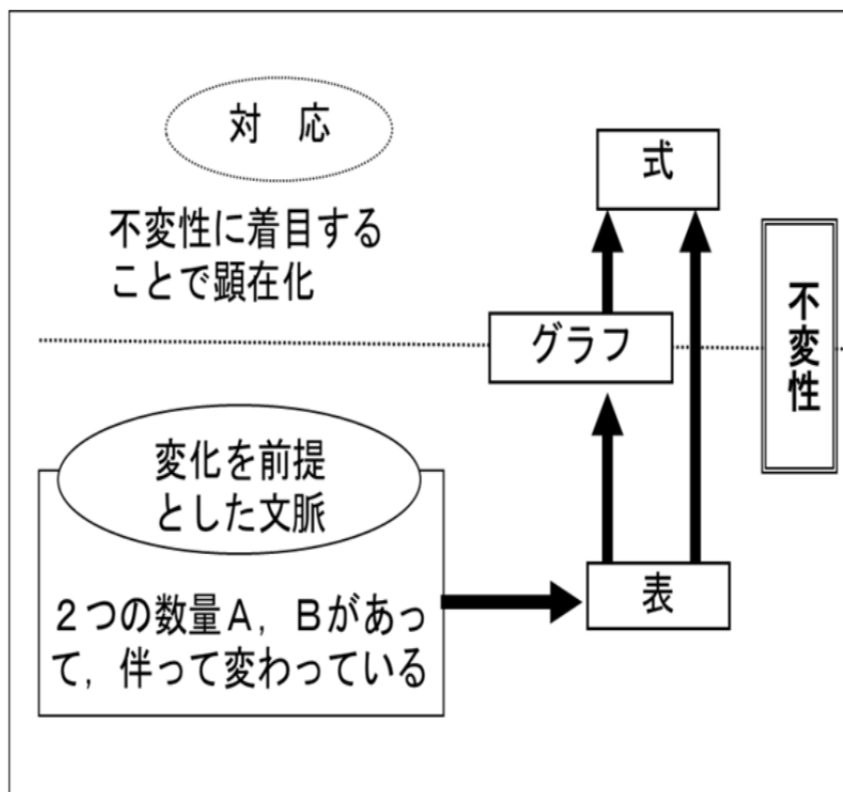 対　応
不変性に着目する
ことで顕在化
式
グラフ
不変性
変化を前提
とした文脈
２つの数量Ａ，Ｂがあっ
て，伴って変わっている
表